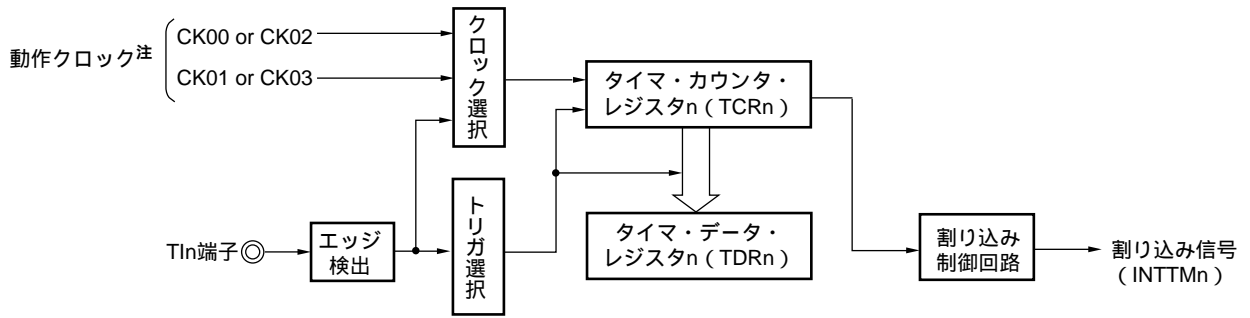 動作クロック注
CK00 or CK02
CK01 or CK03
クロック選択
タイマ・カウンタ・
レジスタn（TCRn）
TIn端子
エッジ
検出
トリガ選択
タイマ・データ・
レジスタn（TDRn）
割り込み
制御回路
割り込み信号
（INTTMn）